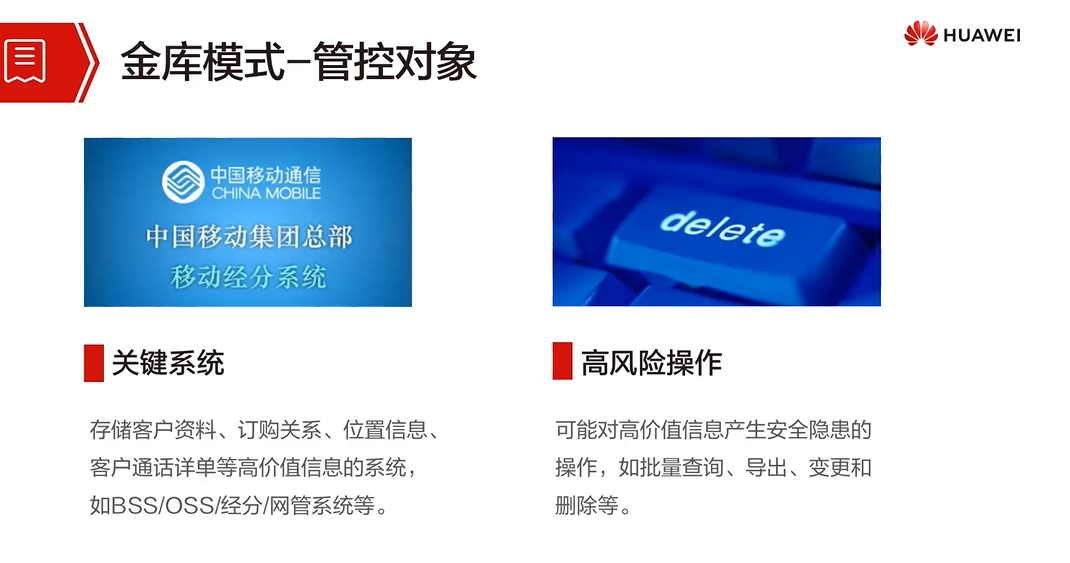 金库模式-管控对象
HUAWEI
中国移动通信
CHINA MOBILE
中国移动集团总部
移动经分系统
delete
关键系统
存储客户资料、订购关系、位置信息、
客户通话详单等高价值信息的系统，
如BSS/OSS/经分/网管系统等。
高风险操作
可能对高价值信息产生安全隐患的
操作，如批量查询、导出、变更和
删除等。